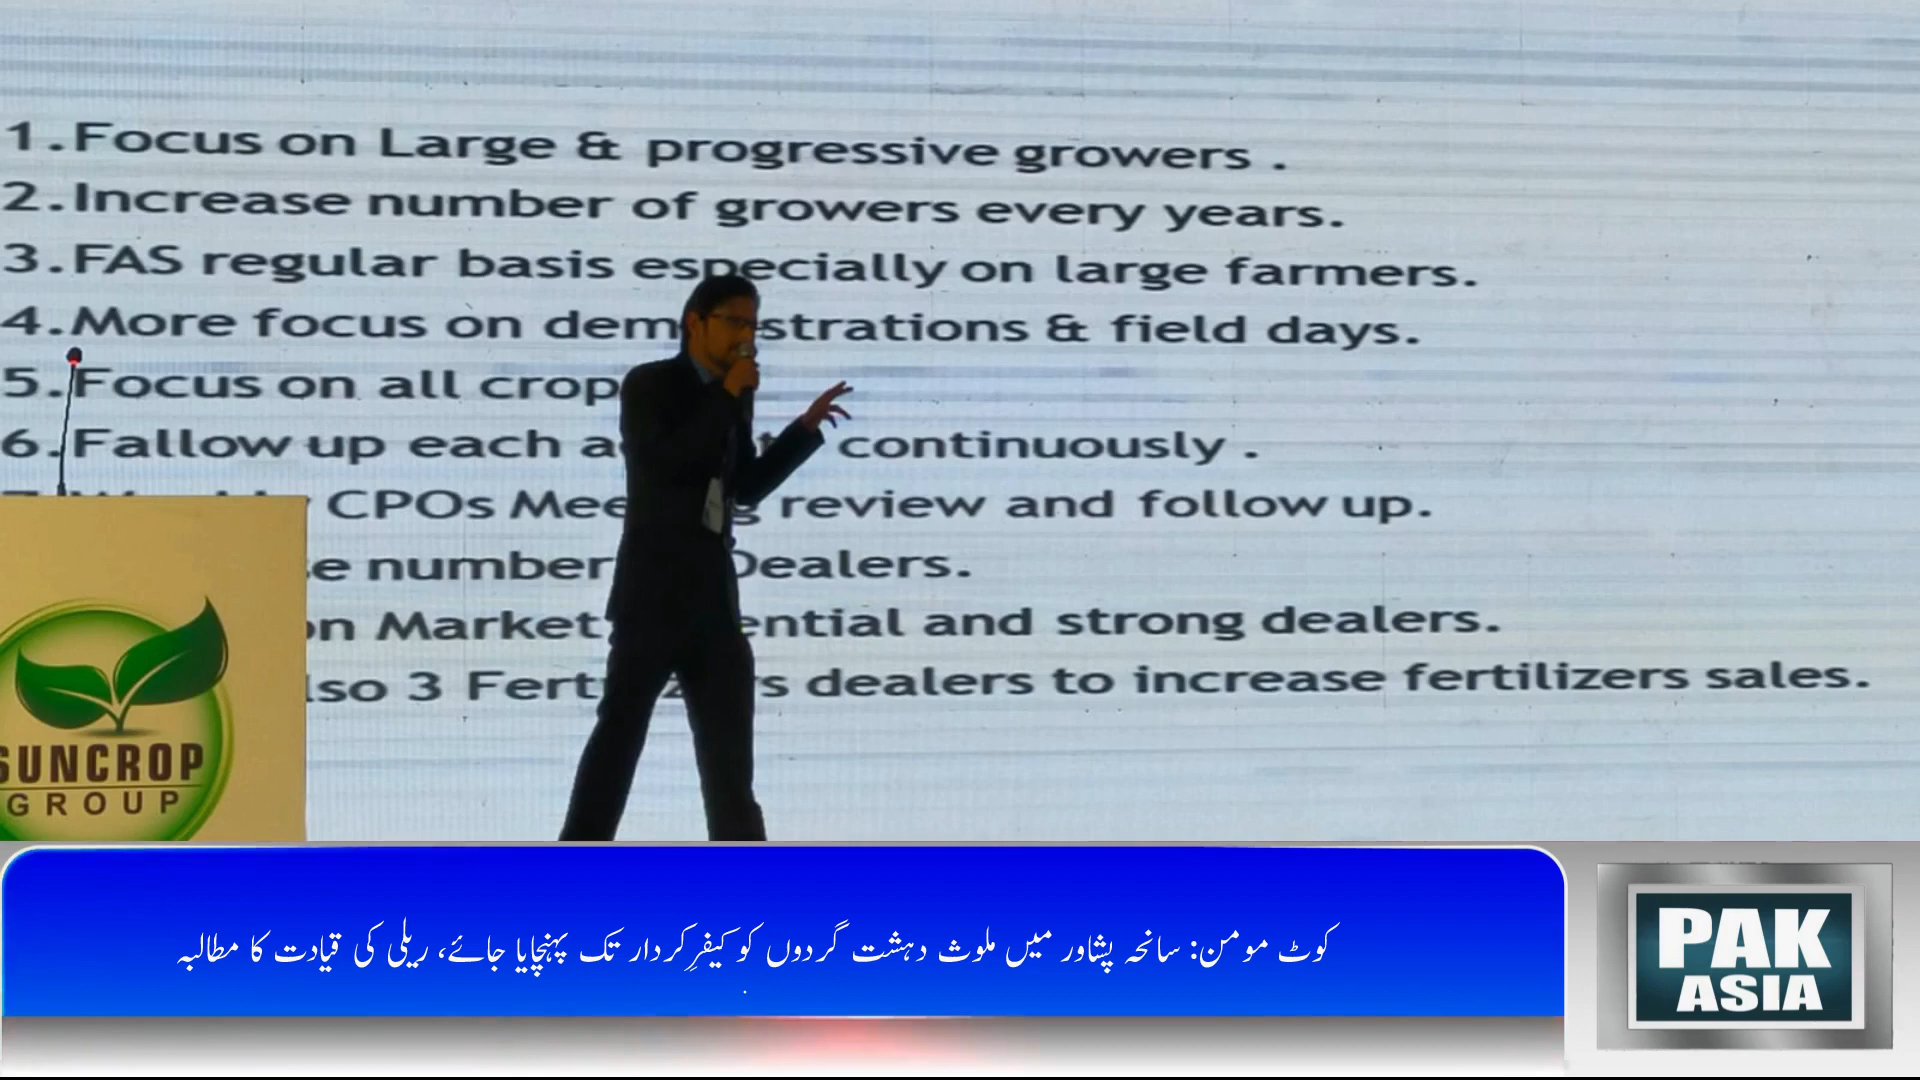 1.Focus on Large & progressive growers .
2.Increase number of growers every years.
3.FAS regular basis especially on large farmers.
4.More focus on dem strations & field days.
5.Focus on all crop
6.Fallow up each a continuously .
CPOs Mee g review and follow up.
e number Dealers.
on Market ential and strong dealers.
lso 3 Fert s dealers to increase fertilizers sales.
SUNCROP
GROUP
کوٹ مومن: سانحہ پشاور میں ملوث دہشت گردوں کو کیفرِکردار تک پہنچایا جائے، ریلی کی قیادت کا مطالبہ
PAK
ASIA